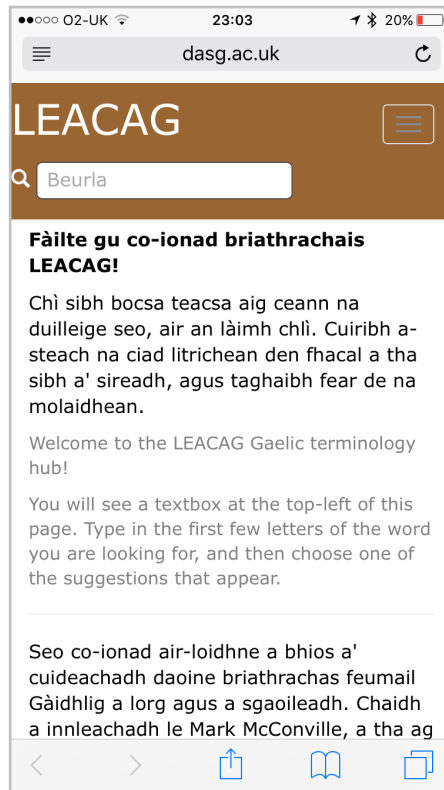 O2-UK 23:03 20%
dasg.ac.uk
LEACAG
Beurla
Fàilte gu co-ionad briathrachais
LEACAG!
Chì sibh bocsa teacsa aig ceann na
duilleige seo, air an làimh chlì. Cuiribh a-
steach na ciad litrichean den fhacal a tha
sibh a' sireadh, agus taghaibh fear de na
molaidhean.
Welcome to the LEACAG Gaelic terminology
hub!
You will see a textbox at the top-left of this
page. Type in the first few letters of the word
you are looking for, and then choose one of
the suggestions that appear.
Seo co-ionad air-loidhne a bhios a'
cuideachadh daoine briathrachas feumail
Gàidhlig a lorg agus a sgaoileadh. Chaidh
a innleachadh le Mark McConville, a tha ag